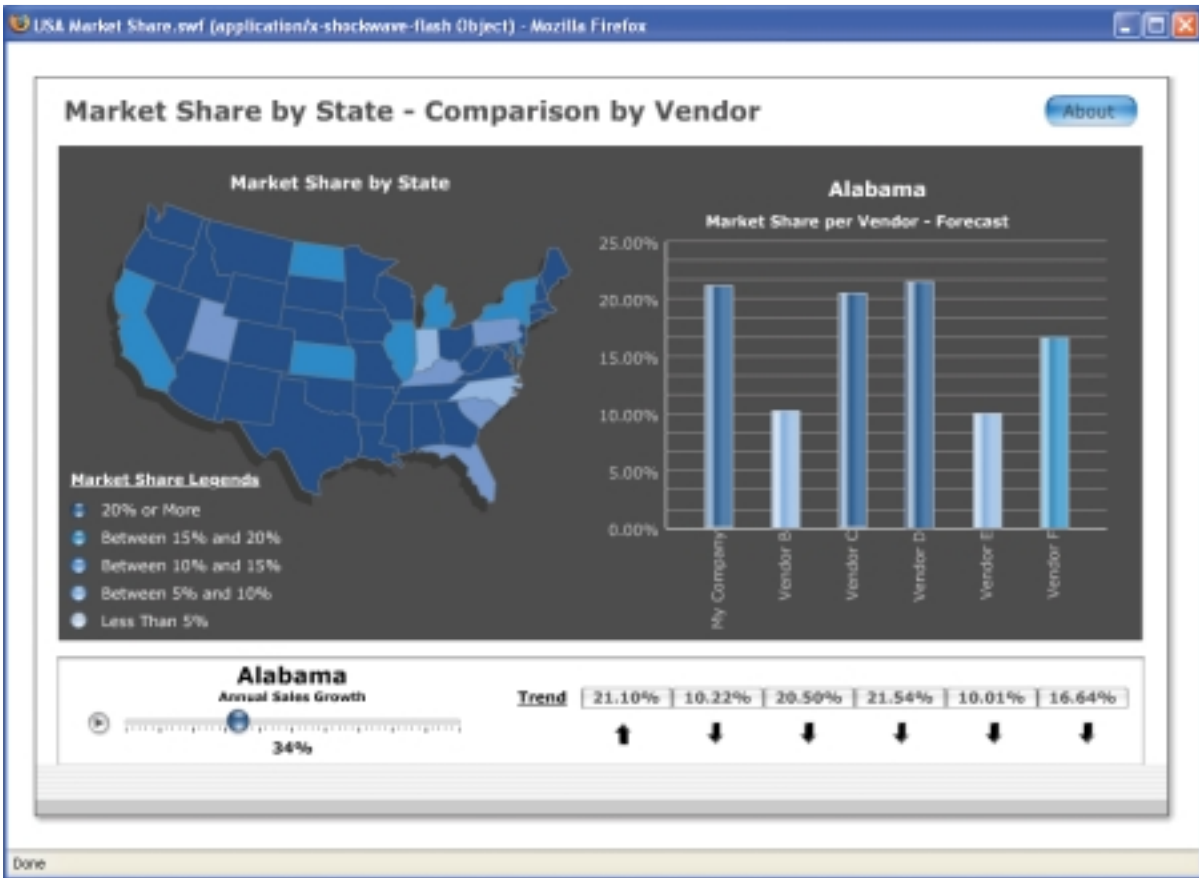 USA Market Share.swf (application/x-shockwave-flash Object) - Mozilla Firefox
Market Share by State - Comparison by Vendor
About
Market Share by State
Market Share Legends
20% or More
Between 15% and 20%
Between 10% and 15%
Between 5% and 10%
Less Than 5%
Alabama
Market Share per Vendor - Forecast
25.00%
20.00%
15.00%
10.00%
5.00%
0.00%
My Company
Vendor B
Vendor C
Vendor D
Vendor E
Vendor F
Alabama
Annual Sales Growth
34%
Trend 21.10% 10.22% 20.50% 21.54% 10.01% 16.64%
Done